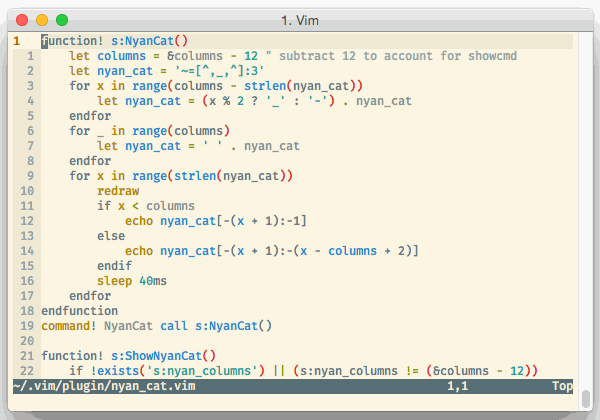 1. Vim
1 function! s:NyanCat()
1 let columns = &columns - 12 " subtract 12 to account for showcmd
2 let nyan_cat = '~=[^,_,^]:3'
3 for x in range(columns - strlen(nyan_cat))
4 let nyan_cat = (x % 2 ? '_' : '-') . nyan_cat
5 endfor
6 for _ in range(columns)
7 let nyan_cat = ' ' . nyan_cat
8 endfor
9 for x in range(strlen(nyan_cat))
10 redraw
11 if x < columns
12 echo nyan_cat[-(x + 1):-1]
13 else
14 echo nyan_cat[-(x + 1):-(x - columns + 2)]
15 endif
16 sleep 40ms
17 endfor
18 endfunction
19 command! NyanCat call s:NyanCat()
20
21 function! s:ShowNyanCat()
22 if !exists('s:nyan_columns') || (s:nyan_columns != (&columns - 12))
~/.vim/plugin/nyan_cat.vim 1,1 Top